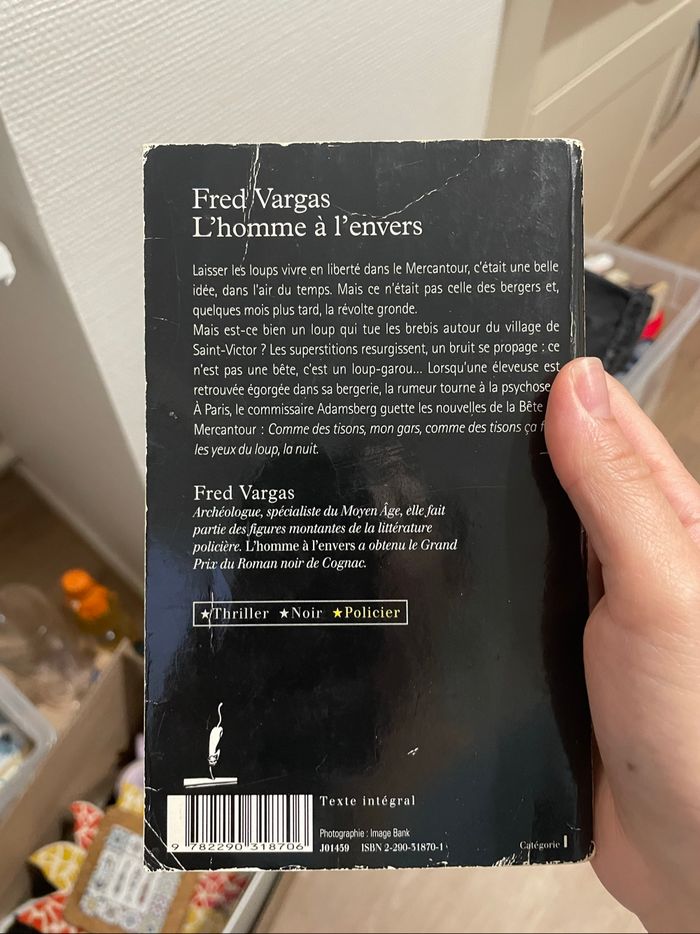 Fred Vargas
L'homme à l'envers
Laisser les loups vivre en liberté dans le Mercantour, c'était une belle
idée, dans l'air du temps. Mais ce n'était pas celle des bergers et,
quelques mois plus tard, la révolte gronde.
Mais est-ce bien un loup qui tue les brebis autour du village de
Saint-Victor ? Les superstitions resurgissent, un bruit se propage : ce
n'est pas une bête, c'est un loup-garou... Lorsqu'une éleveuse est
retrouvée égorgée dans sa bergerie, la rumeur tourne à la psychose.
À Paris, le commissaire Adamsberg guette les nouvelles de la Bête
Mercantour : Comme des tisons, mon gars, comme des tisons ça
les yeux du loup, la nuit.
Fred Vargas
Archéologue, spécialiste du Moyen Âge, elle fait
partie des figures montantes de la littérature
policière. L'homme à l'envers a obtenu le Grand
Prix du Roman noir de Cognac.
★Thriller ★Noir ★Policier
Texte intégral
Photographie : Image Bank
J01459 ISBN 2-290-31870-1
Catégorie 1
9 782290 318706